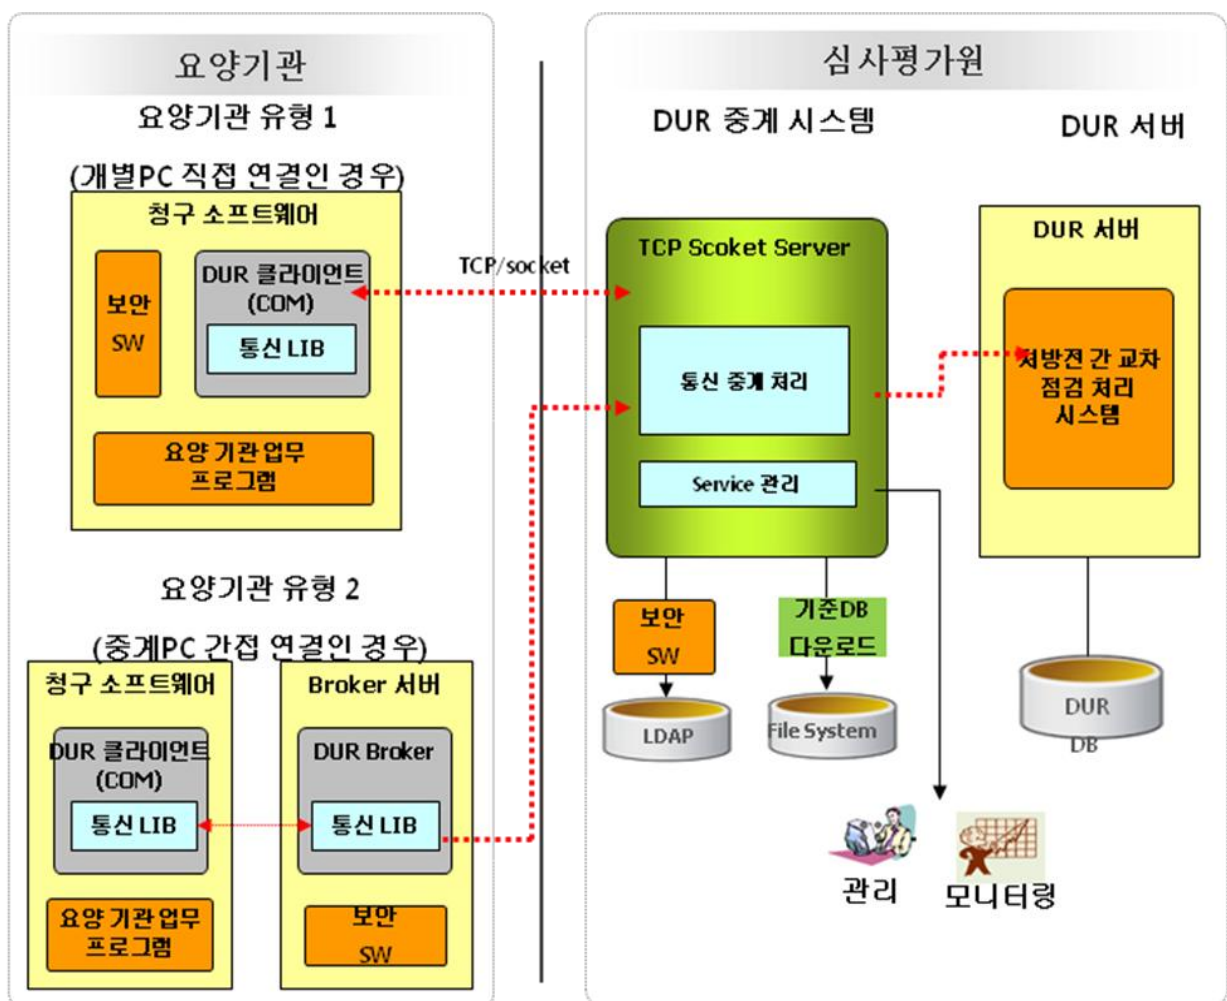 요양기관
요양기관 유형 1
(개별PC 직접 연결인 경우)
청구 소프트웨어
보안
SW
DUR 클라이언트
(COM)
통신 LIB
요양 기관 업무
프로그램
요양기관 유형 2
(중계PC 간접 연결인 경우)
청구 소프트웨어
DUR 클라이언트
(COM)
통신 LIB
요양 기관 업무
프로그램
Broker 서버
DUR Broker
통신 LIB
보안
SW
TCP/socket
심사평가원
DUR 중계 시스템
TCP Scoket Server
통신 중계 처리
Service 관리
보안
SW
LDAP
기준DB
다운로드
File System
관리
모니터링
DUR 서버
DUR 서버
처방전 간 교차
점검 처리
시스템
DUR
DB